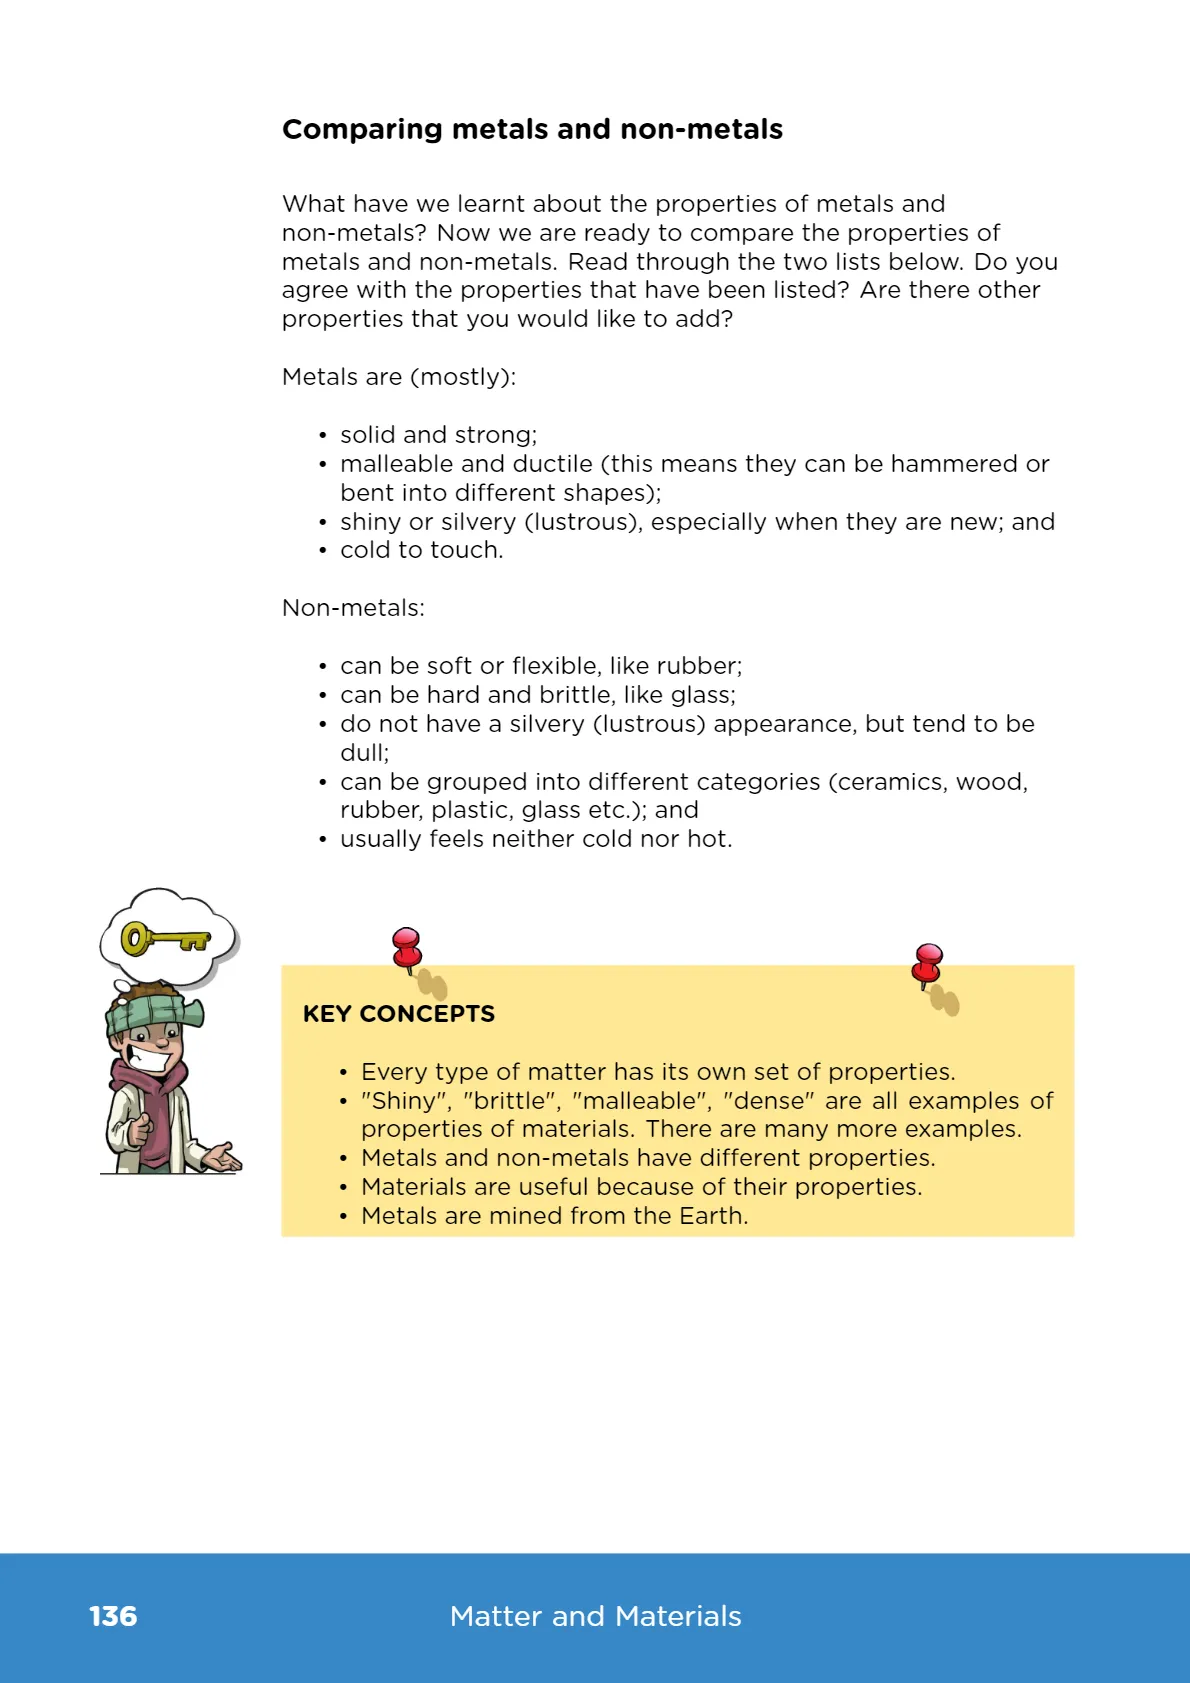 Comparing metals and non-metals
What have we learnt about the properties of metals and
non-metals? Now we are ready to compare the properties of
metals and non-metals. Read through the two lists below. Do you
agree with the properties that have been listed? Are there other
properties that you would like to add?
Metals are (mostly):
• solid and strong;
• malleable and ductile (this means they can be hammered or
bent into different shapes);
• shiny or silvery (lustrous), especially when they are new; and
• cold to touch.
Non-metals:
• can be soft or flexible, like rubber;
• can be hard and brittle, like glass;
• do not have a silvery (lustrous) appearance, but tend to be
dull;
• can be grouped into different categories (ceramics, wood,
rubber, plastic, glass etc.); and
• usually feels neither cold nor hot.
KEY CONCEPTS
• Every type of matter has its own set of properties.
• "Shiny", "brittle", "malleable", "dense" are all examples of
properties of materials. There are many more examples.
• Metals and non-metals have different properties.
• Materials are useful because of their properties.
• Metals are mined from the Earth.
136 Matter and Materials